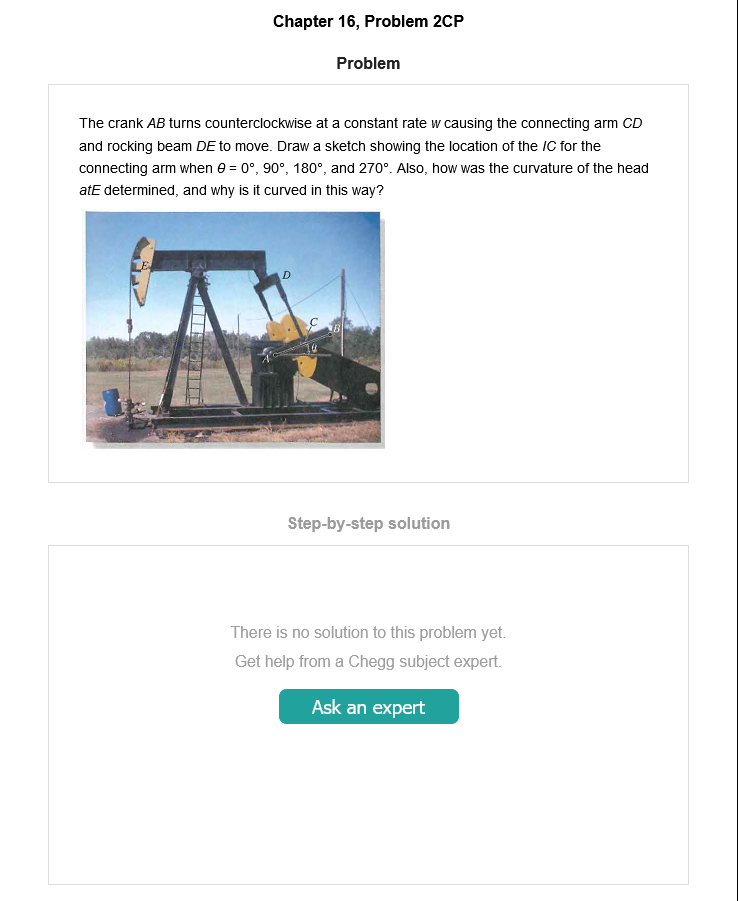 Chapter 16, Problem 2CP
Problem
The crank AB turns counterclockwise at a constant rate w causing the connecting arm CD
and rocking beam DE to move. Draw a sketch showing the location of the IC for the
connecting arm when θ = 0°, 90°, 180°, and 270°. Also, how was the curvature of the head
atE determined, and why is it curved in this way?
E
D
C
B
A
Step-by-step solution
There is no solution to this problem yet.
Get help from a Chegg subject expert.
Ask an expert